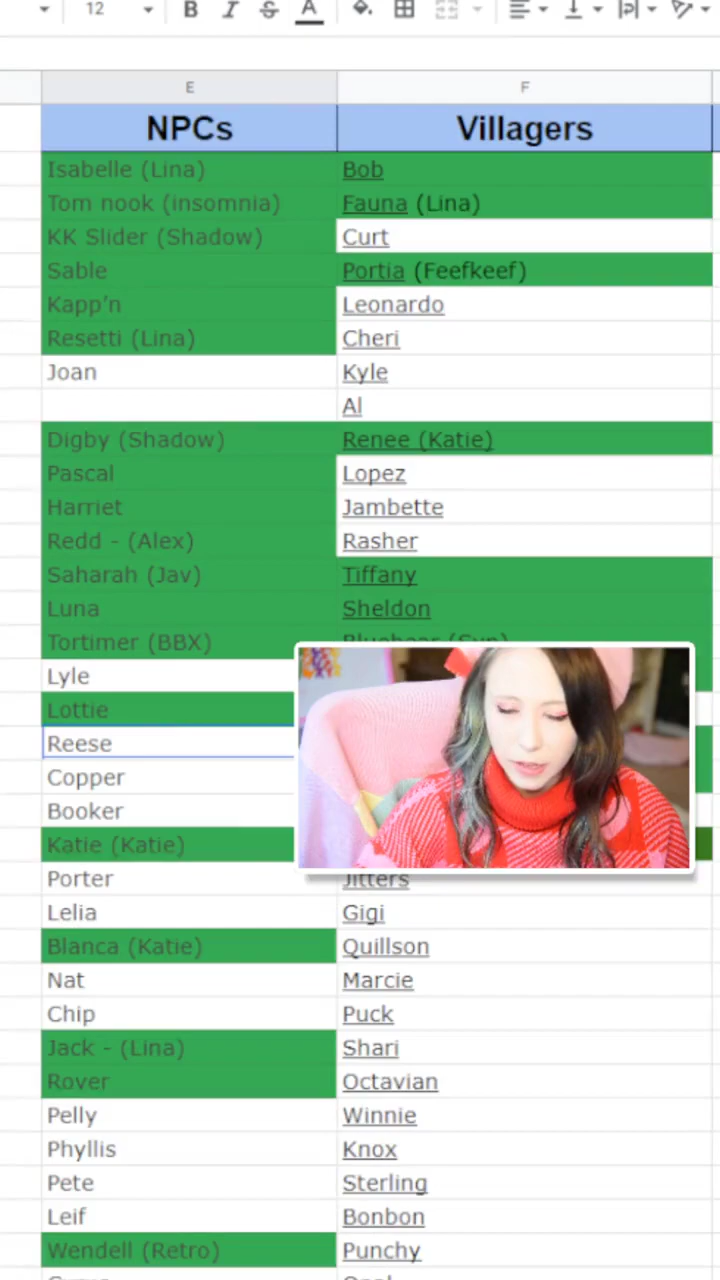 12 B I S A
E F
NPCs Villagers
Isabelle (Lina) Bob
Tom nook (insomnia) Fauna (Lina)
KK Slider (Shadow) Curt
Sable Portia (Feefkeef)
Kapp'n Leonardo
Resetti (Lina) Cheri
Joan Kyle
Al
Digby (Shadow) Renee (Katie)
Pascal Lopez
Harriet Jambette
Redd - (Alex) Rasher
Saharah (Jav) Tiffany
Luna Sheldon
Tortimer (BBX)
Lyle
Lottie
Reese
Copper
Booker
Katie (Katie)
Porter Jitters
Lelia Gigi
Blanca (Katie) Quillson
Nat Marcie
Chip Puck
Jack - (Lina) Shari
Rover Octavian
Pelly Winnie
Phyllis Knox
Pete Sterling
Leif Bonbon
Wendell (Retro) Punchy